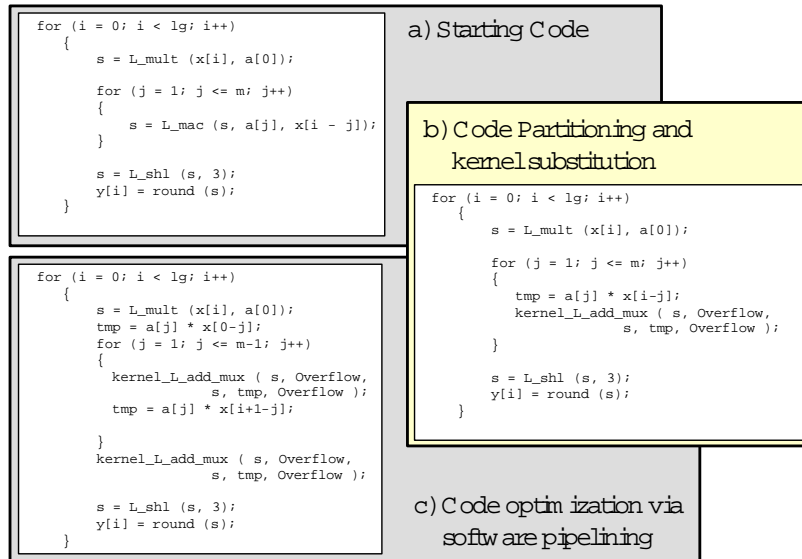 a) Starting Code
for (i = 0; i < lg; i++)
{
s = L_mult (x[i], a[0]);
for (j = 1; j <= m; j++)
{
s = L_mac (s, a[j], x[i - j]);
}
s = L_shl (s, 3);
y[i] = round (s);
}
b) Code Partitioning and
kernel substitution
for (i = 0; i < lg; i++)
{
s = L_mult (x[i], a[0]);
for (j = 1; j <= m; j++)
{
tmp = a[j] * x[i-j];
kernel_L_add_mux ( s, Overflow,
s, tmp, Overflow );
}
s = L_shl (s, 3);
y[i] = round (s);
}
for (i = 0; i < lg; i++)
{
s = L_mult (x[i], a[0]);
tmp = a[j] * x[0-j];
for (j = 1; j <= m-1; j++)
{
kernel_L_add_mux ( s, Overflow,
s, tmp, Overflow );
tmp = a[j] * x[i+1-j];
}
kernel_L_add_mux ( s, Overflow,
s, tmp, Overflow );
s = L_shl (s, 3);
y[i] = round (s);
}
c) Code optimization via
software pipelining